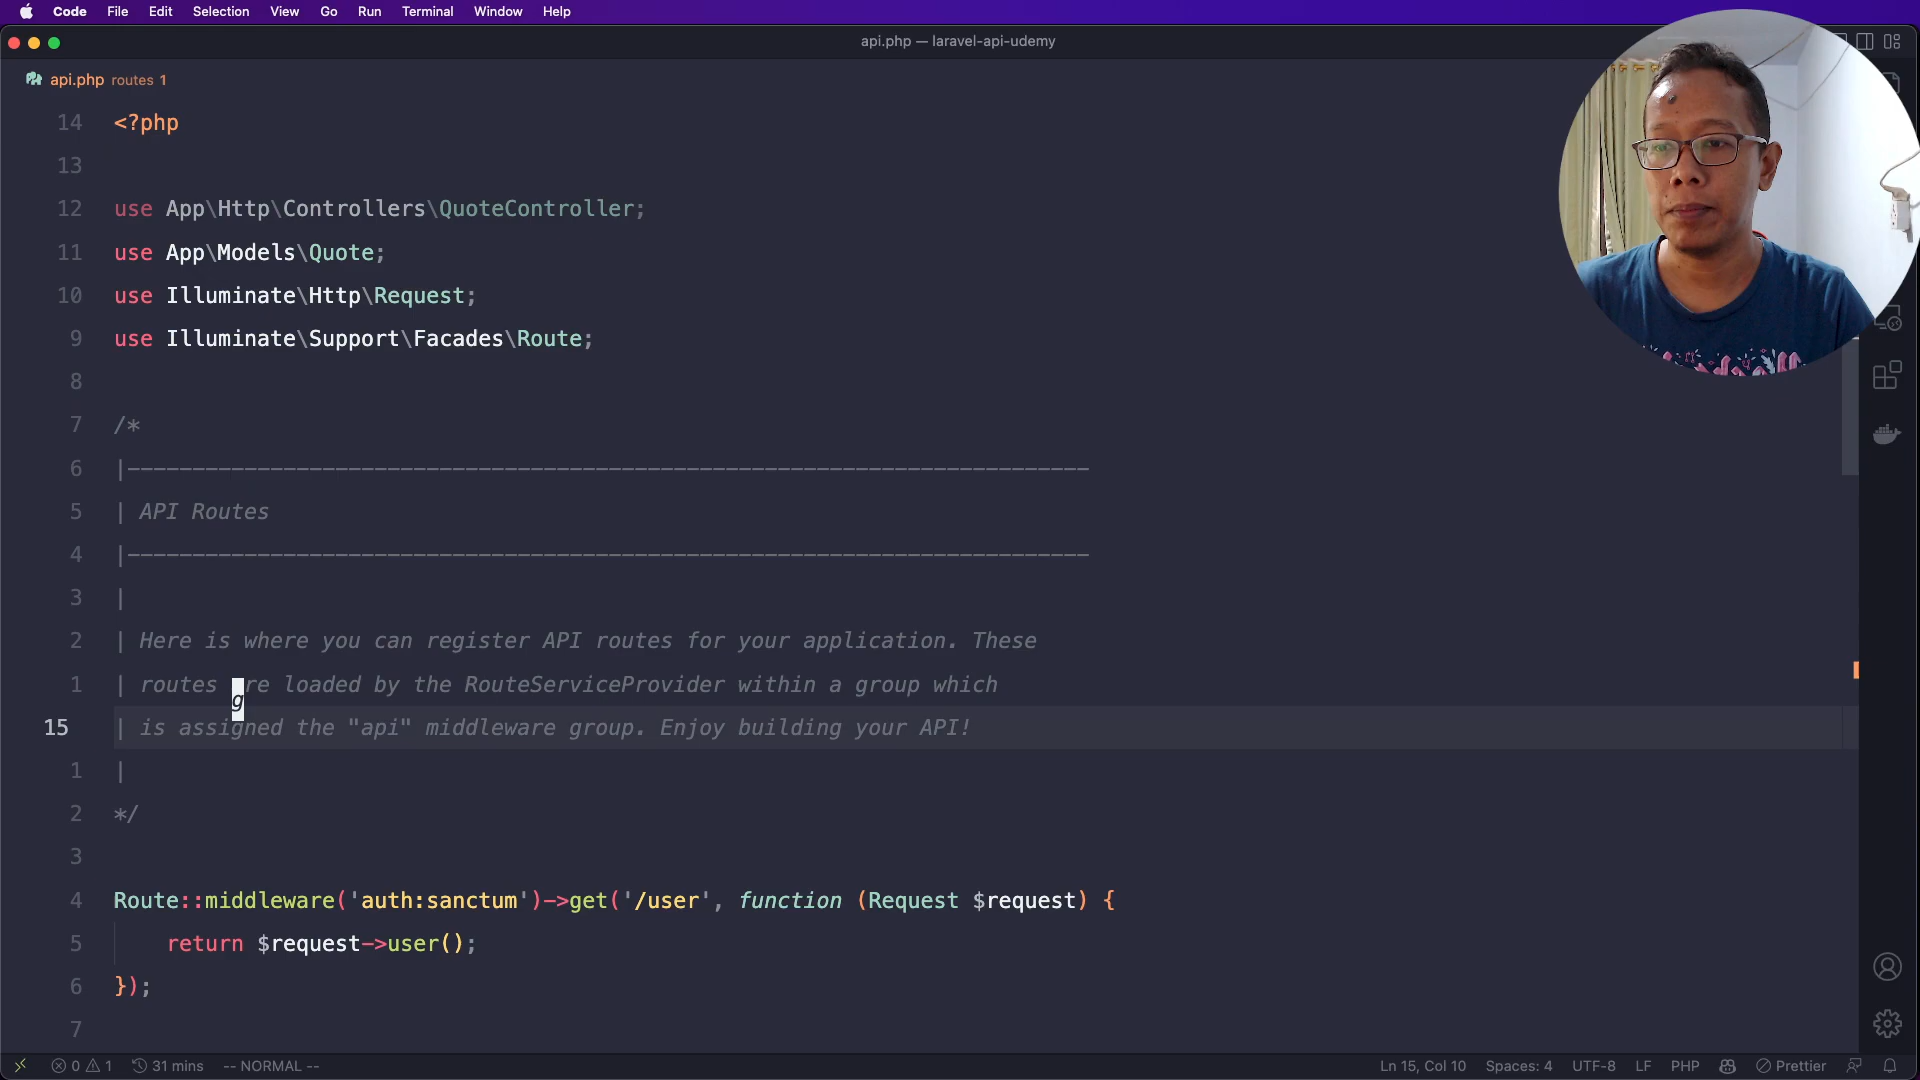 Code File Edit Selection View Go Run Terminal Window Help
api.php — laravel-api-udemy
api.php routes 1
14 <?php
13
12 use App\Http\Controllers\QuoteController;
11 use App\Models\Quote;
10 use Illuminate\Http\Request;
9 use Illuminate\Support\Facades\Route;
8
7 /*
6 |--------------------------------------------------------------------------
5 | API Routes
4 |--------------------------------------------------------------------------
3 |
2 | Here is where you can register API routes for your application. These
1 | routes are loaded by the RouteServiceProvider within a group which
15 | is assigned the "api" middleware group. Enjoy building your API!
1 |
2 */
3
4 Route::middleware('auth:sanctum')->get('/user', function (Request $request) {
5 return $request->user();
6 });
7
0 1 31 mins -- NORMAL -- Ln 15, Col 10 Spaces: 4 UTF-8 LF PHP Prettier